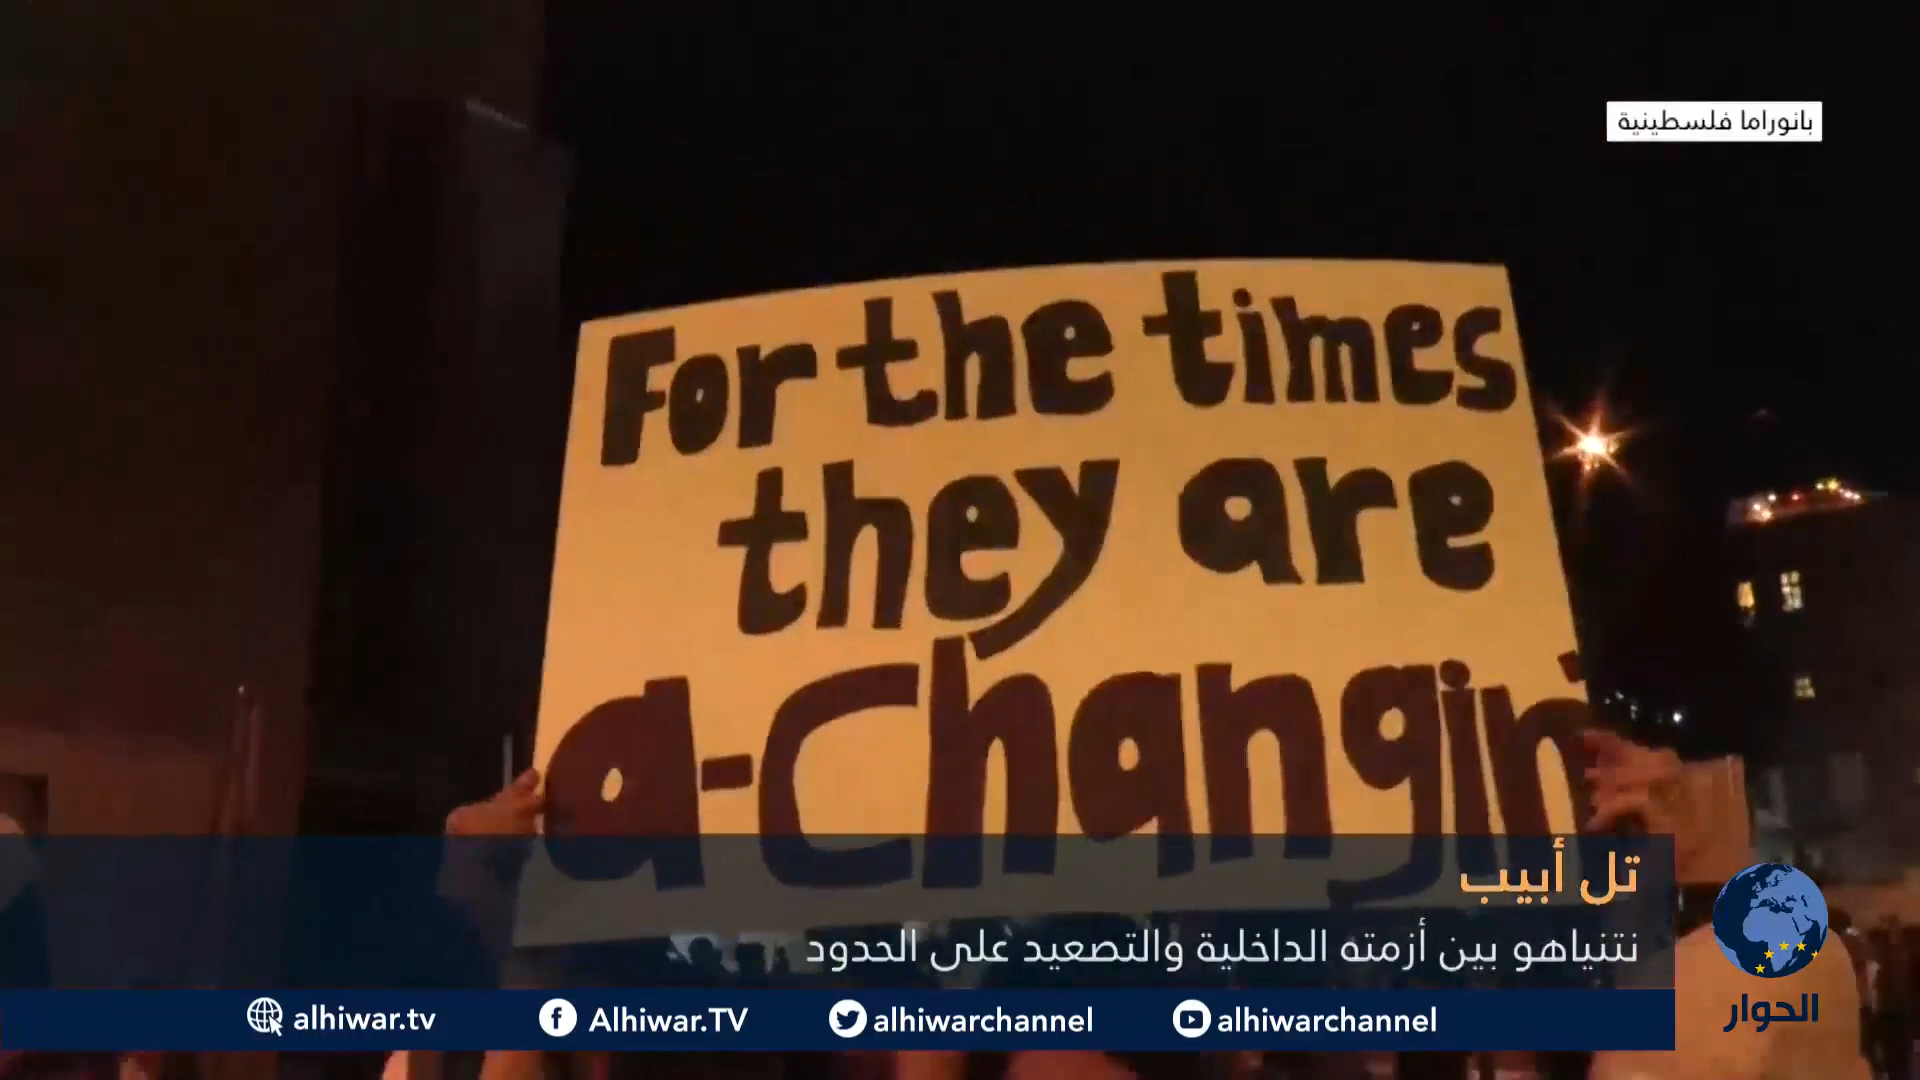 بانوراما فلسطينية
For the times
they are
a-changin'
تل أبيب
نتنياهو بين أزمته الداخلية والتصعيد على الحدود
alhiwar.tv
Alhiwar.TV
alhiwarchannel
alhiwarchannel
الحوار